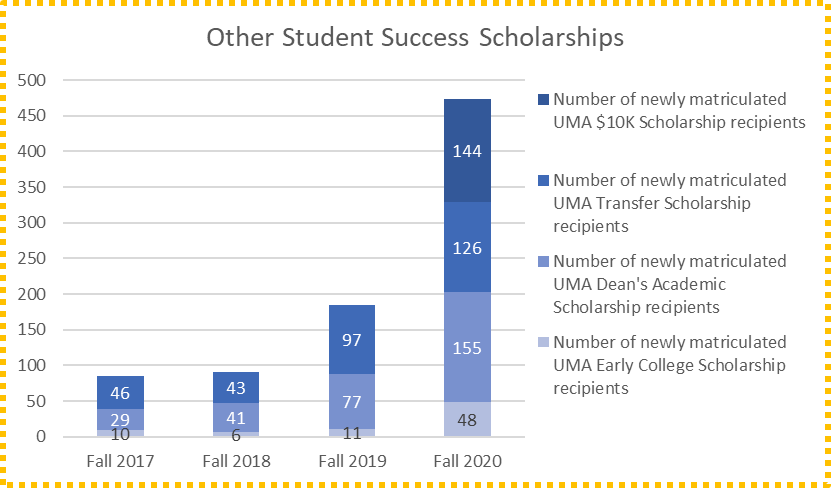 Other Student Success Scholarships
500
450
400
350
300
250
200
150
100
50
0
46
29
10
43
41
6
97
77
11
144
126
155
48
Fall 2017
Fall 2018
Fall 2019
Fall 2020
Number of newly matriculated
UMA $10K Scholarship recipients
Number of newly matriculated
UMA Transfer Scholarship
recipients
Number of newly matriculated
UMA Dean's Academic
Scholarship recipients
Number of newly matriculated
UMA Early College Scholarship
recipients